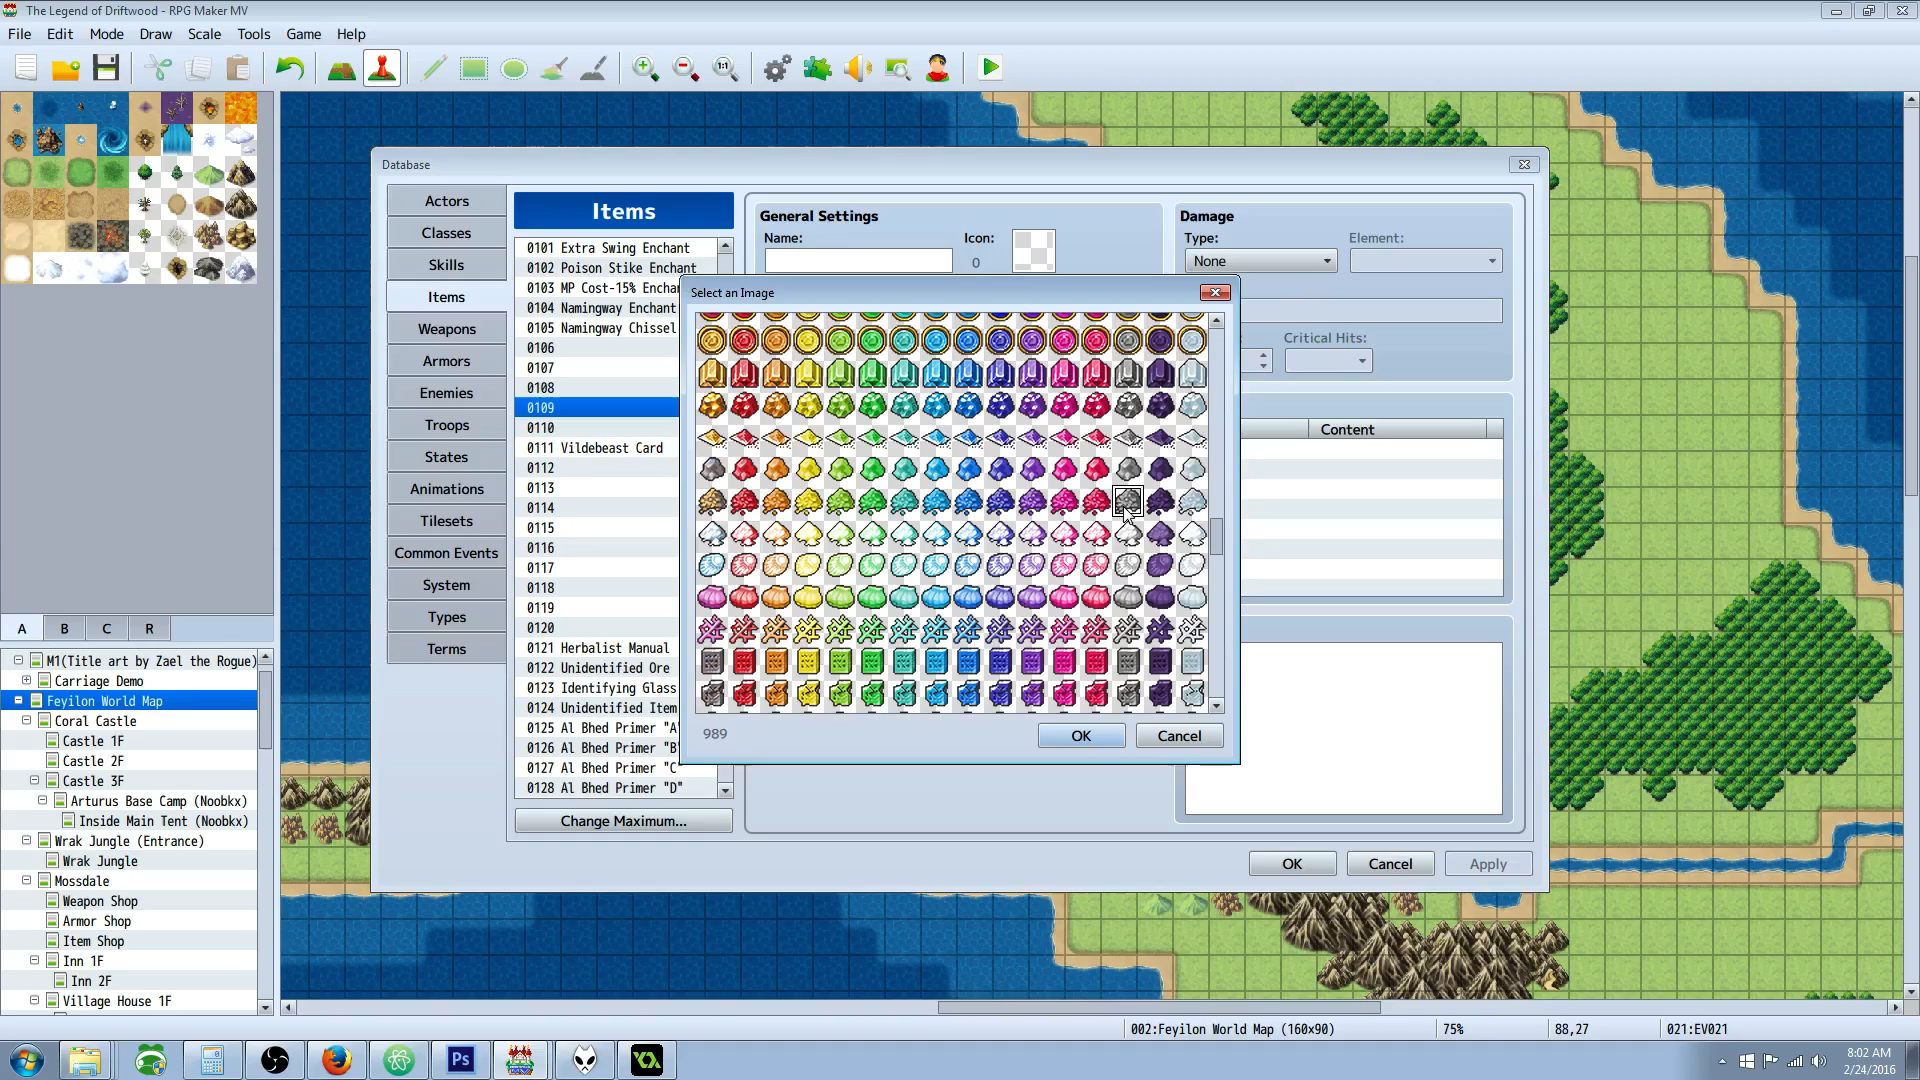 The Legend of Driftwood - RPG Maker MV
File Edit Mode Draw Scale Tools Game Help
1:1
Database
Actors
Classes
Skills
Items
Weapons
Armors
Enemies
Troops
States
Animations
Tilesets
Common Events
System
Types
Terms
Items
0101 Extra Swing Enchant
0102 Poison Stike Enchant
0103 MP Cost-15% Enchan
0104 Namingway Enchant
0105 Namingway Chissel
0106
0107
0108
0109
0110
0111 Vildebeast Card
0112
0113
0114
0115
0116
0117
0118
0119
0120
0121 Herbalist Manual
0122 Unidentified Ore
0123 Identifying Glass
0124 Unidentified Item
0125 Al Bhed Primer "A"
0126 Al Bhed Primer "B"
0127 Al Bhed Primer "C"
0128 Al Bhed Primer "D"
Change Maximum...
General Settings
Name:
Icon:
0
Damage
Type:
Element:
None
Critical Hits:
Content
Select an Image
989
OK
Cancel
OK
Cancel
Apply
A B C R
M1(Title art by Zael the Rogue)
Carriage Demo
Feyilon World Map
Coral Castle
Castle 1F
Castle 2F
Castle 3F
Arturus Base Camp (Noobkx)
Inside Main Tent (Noobkx)
Wrak Jungle (Entrance)
Wrak Jungle
Mossdale
Weapon Shop
Armor Shop
Item Shop
Inn 1F
Inn 2F
Village House 1F
002:Feyilon World Map (160x90)
75%
88,27
021:EV021
Ps
8:02 AM
2/24/2016